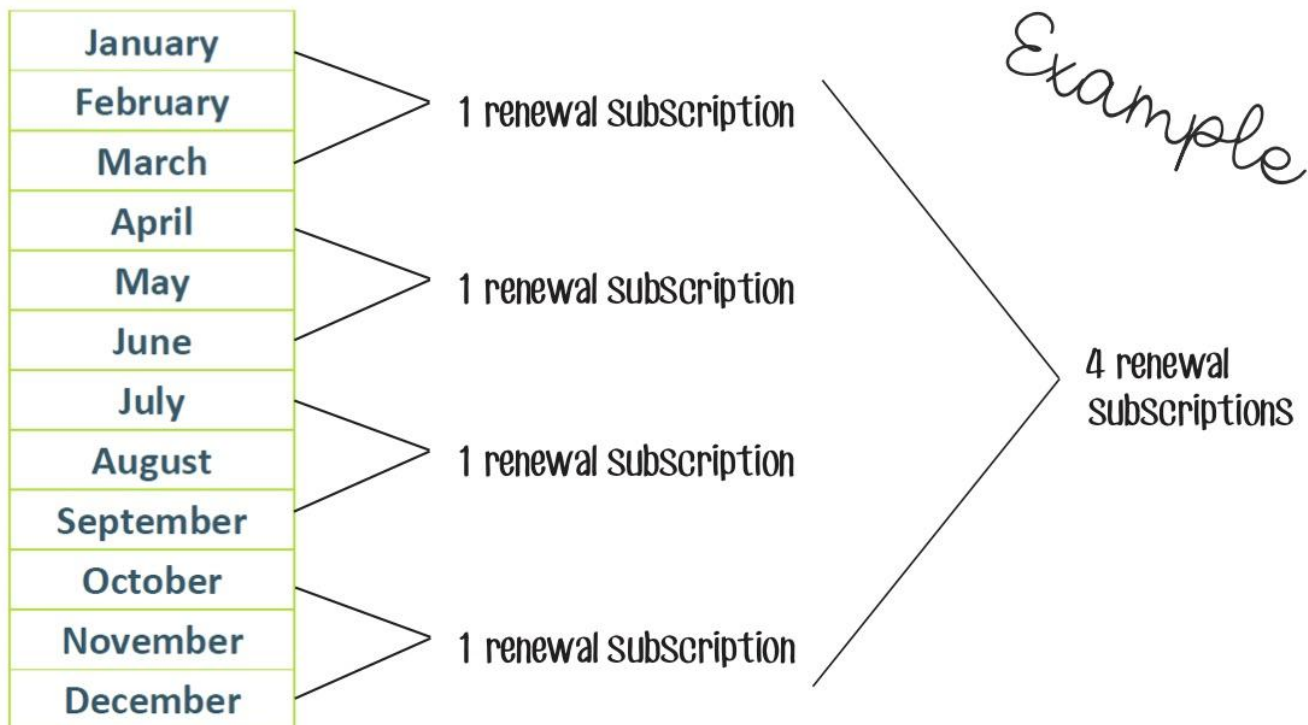 Example
January
February
March
1 renewal subscription
April
May
June
1 renewal subscription
July
August
September
1 renewal subscription
October
November
December
1 renewal subscription
4 renewal
subscriptions